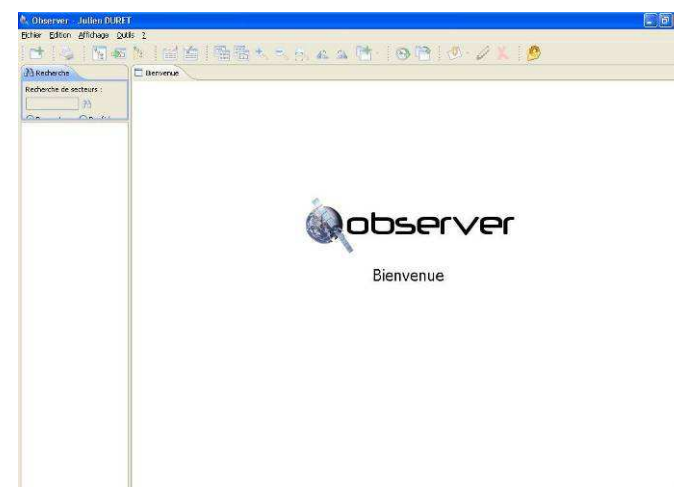 Observer - Julien DURET
Fichier Edition Affichage Outils ?
Recherche
Bienvenue
Recherche de secteurs :
observer
Bienvenue